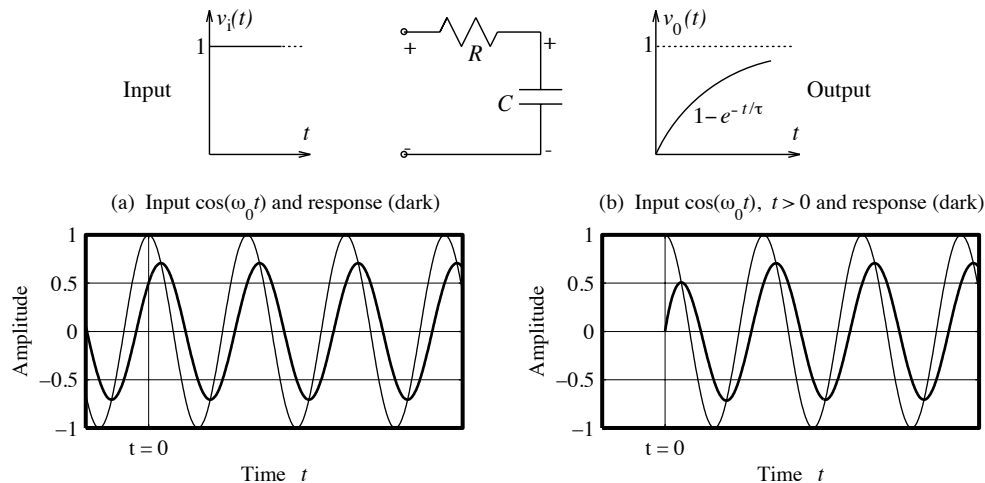 v_i(t)
1
Input
t
+
R
+
C
-
-
v_0(t)
1
1−e^{−t/τ}
Output
t
(a) Input cos(ω_0 t) and response (dark)
(b) Input cos(ω_0 t), t > 0 and response (dark)
Amplitude
1
0.5
0
−0.5
−1
t = 0
Time t
Amplitude
1
0.5
0
−0.5
−1
t = 0
Time t